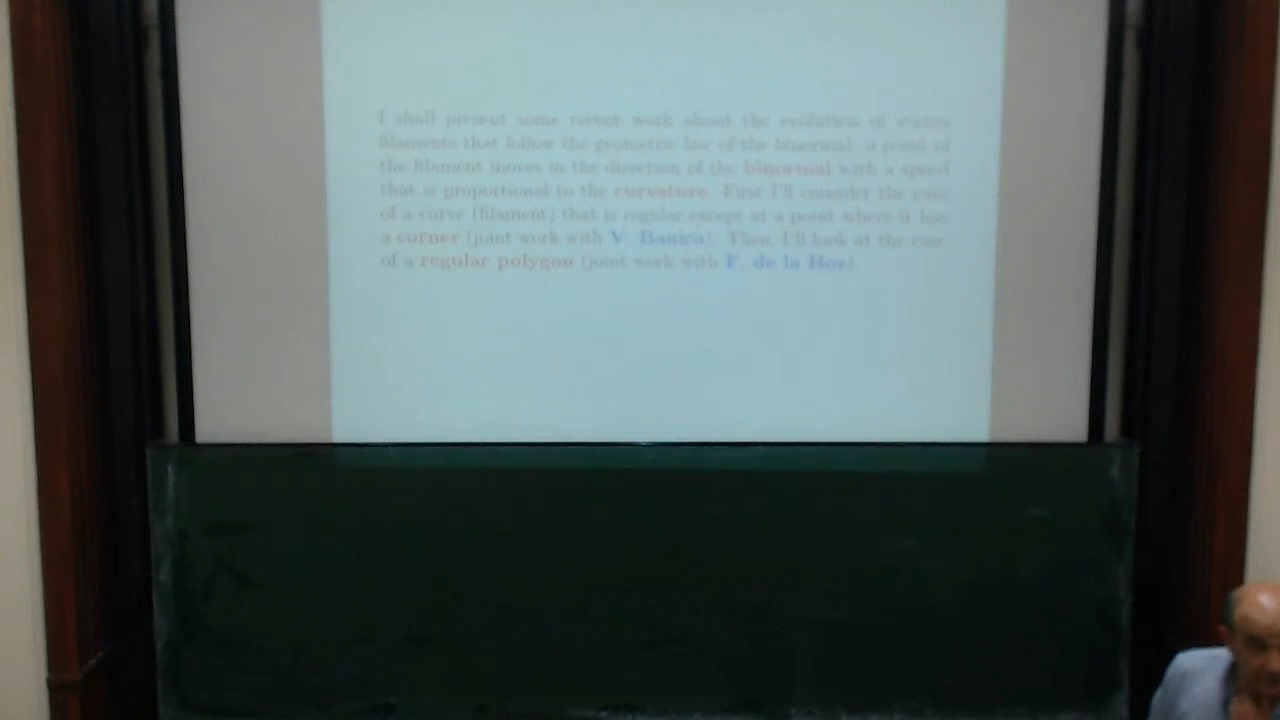 I shall present some recent work about the evolution of vortex
filaments that follow the geometric law of the binormal: a point of
the filament moves in the direction of the binormal with a speed
that is proportional to the curvature. First I'll consider the case
of a curve (filament) that is regular except at a point where it has
a corner (joint work with V. Banica). Then, I'll look at the case
of a regular polygon (joint work with F. de la Hoz).